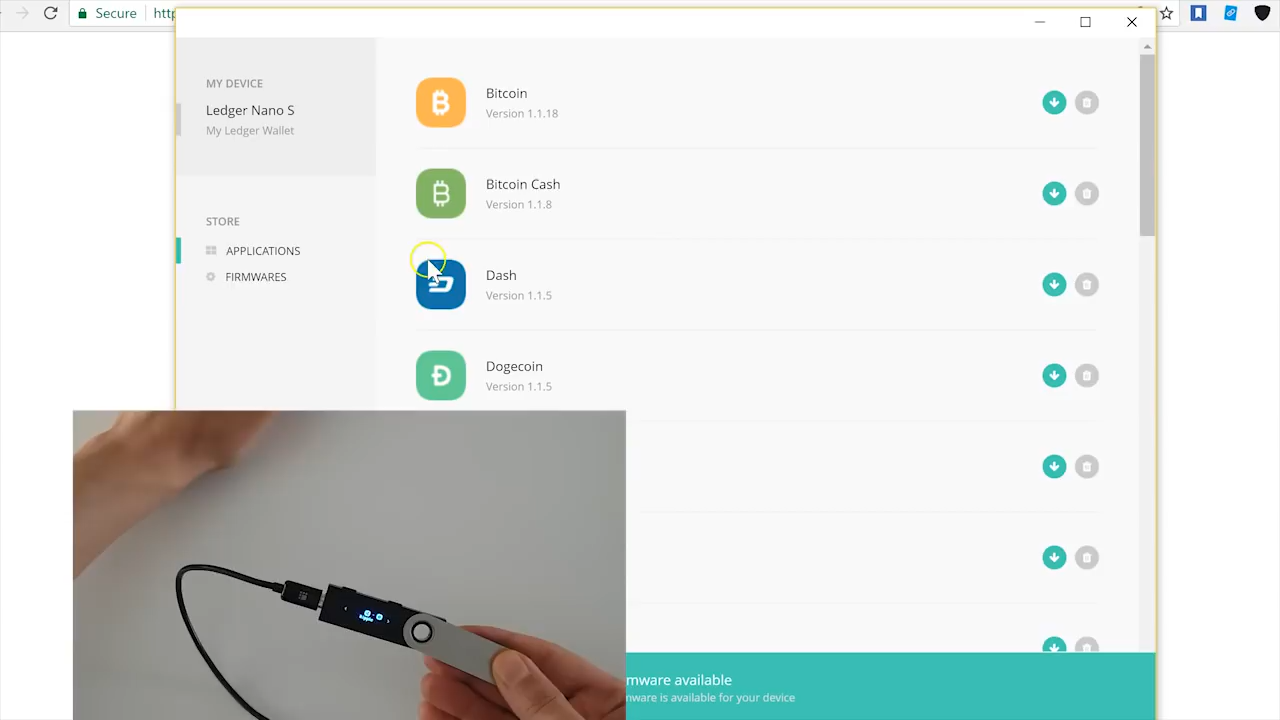 Secure
http
MY DEVICE
Ledger Nano S
My Ledger Wallet
STORE
APPLICATIONS
FIRMWARES
Bitcoin
Version 1.1.18
Bitcoin Cash
Version 1.1.8
Dash
Version 1.1.5
Dogecoin
Version 1.1.5
mware available
nware is available for your device